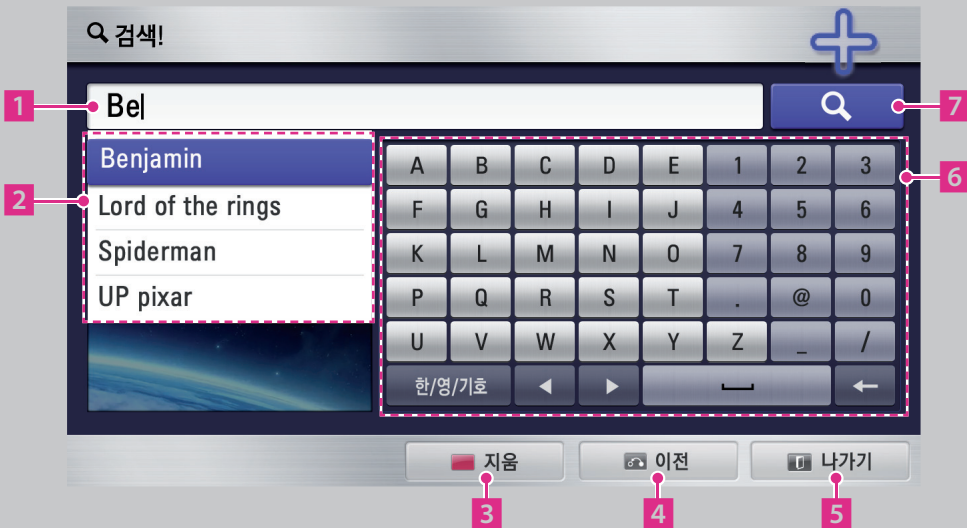 검색!
1 Be 7
2 Benjamin
Lord of the rings
Spiderman
UP pixar
A B C D E 1 2 3 6
F G H I J 4 5 6
K L M N O 7 8 9
P Q R S T . @ 0
U V W X Y Z _ /
한/영/기호
지움 이전 나가기
3 4 5